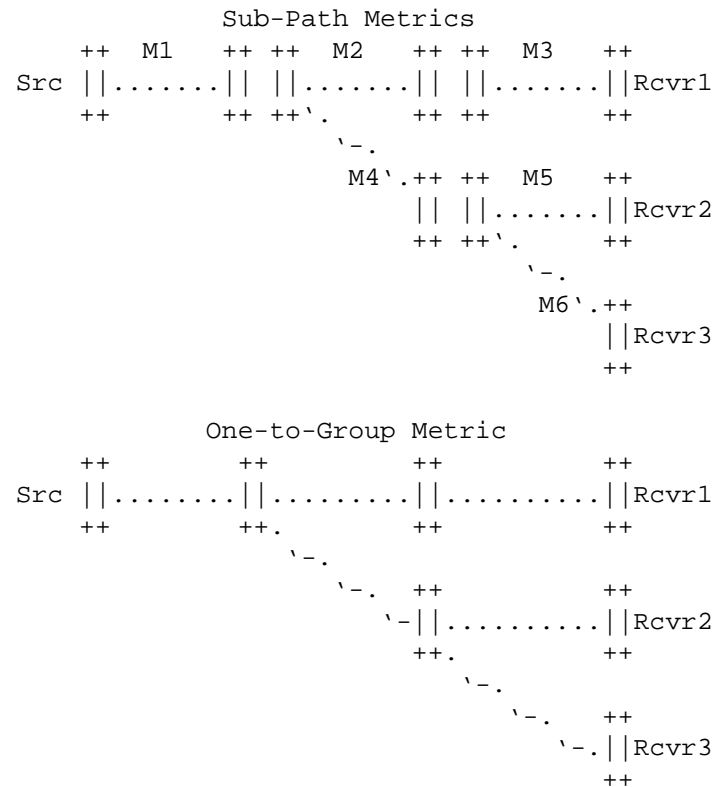 Sub-Path Metrics
     ++  M1   ++ ++  M2   ++ ++  M3   ++
Src ||.......|| ||.......|| ||.......||Rcvr1
     ++       ++ ++`.      ++ ++       ++
                     `-.
                     M4`.++ ++  M5   ++
                         || ||.......||Rcvr2
                         ++ ++`.      ++
                                 `-.
                                 M6`.++
                                     ||Rcvr3
                                     ++
                 One-to-Group Metric
     ++        ++         ++          ++
Src ||........||.........||..........||Rcvr1
     ++        ++.        ++          ++
                  `-.
                     `-. ++          ++
                        `-||..........||Rcvr2
                          ++.         ++
                             `-.
                                `-.  ++
                                   `-.||Rcvr3
                                      ++